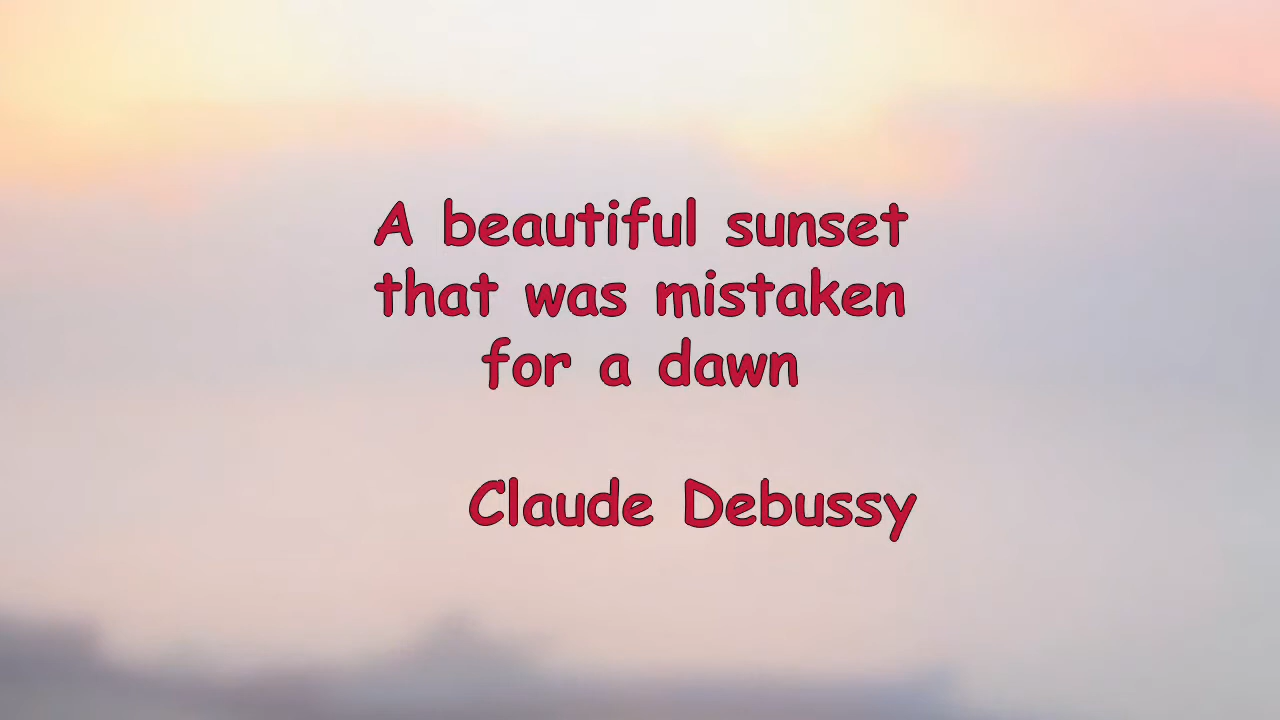 A beautiful sunset
that was mistaken
for a dawn
Claude Debussy